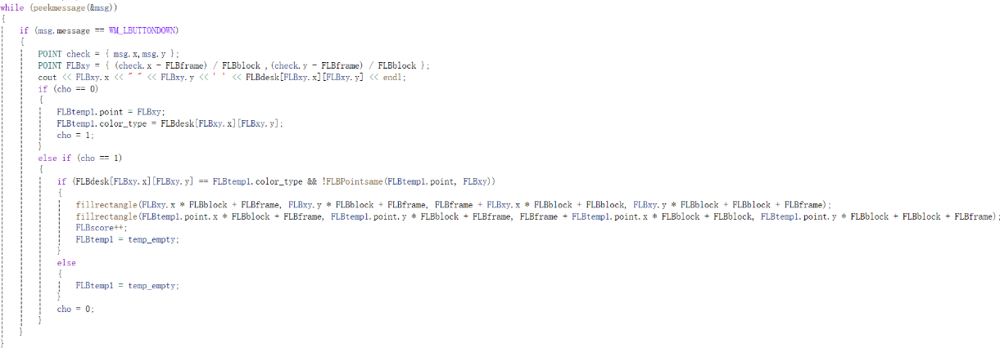 while (peekmessage(&msg))
{
if (msg.message == WM_LBUTTONDOWN)
{
POINT check = { msg.x,msg.y };
POINT FLBxy = { (check.x - FLBframe) / FLBblock ,(check.y - FLBframe) / FLBblock };
cout << FLBxy.x << " " << FLBxy.y << ' ' << FLBdesk[FLBxy.x][FLBxy.y] << endl;
if (cho == 0)
{
FLBtemp1.point = FLBxy;
FLBtemp1.color_type = FLBdesk[FLBxy.x][FLBxy.y];
cho = 1;
}
else if (cho == 1)
{
if (FLBdesk[FLBxy.x][FLBxy.y] == FLBtemp1.color_type && !FLBPointsame(FLBtemp1.point, FLBxy))
{
fillrectangle(FLBxy.x * FLBblock + FLBframe, FLBxy.y * FLBblock + FLBframe, FLBframe + FLBxy.x * FLBblock + FLBblock, FLBxy.y * FLBblock + FLBblock + FLBframe);
fillrectangle(FLBtemp1.point.x * FLBblock + FLBframe, FLBtemp1.point.y * FLBblock + FLBframe, FLBframe + FLBtemp1.point.x * FLBblock + FLBblock, FLBtemp1.point.y * FLBblock + FLBblock + FLBframe);
FLBscore++;
FLBtemp1 = temp_empty;
}
else
{
FLBtemp1 = temp_empty;
}
cho = 0;
}
}
}